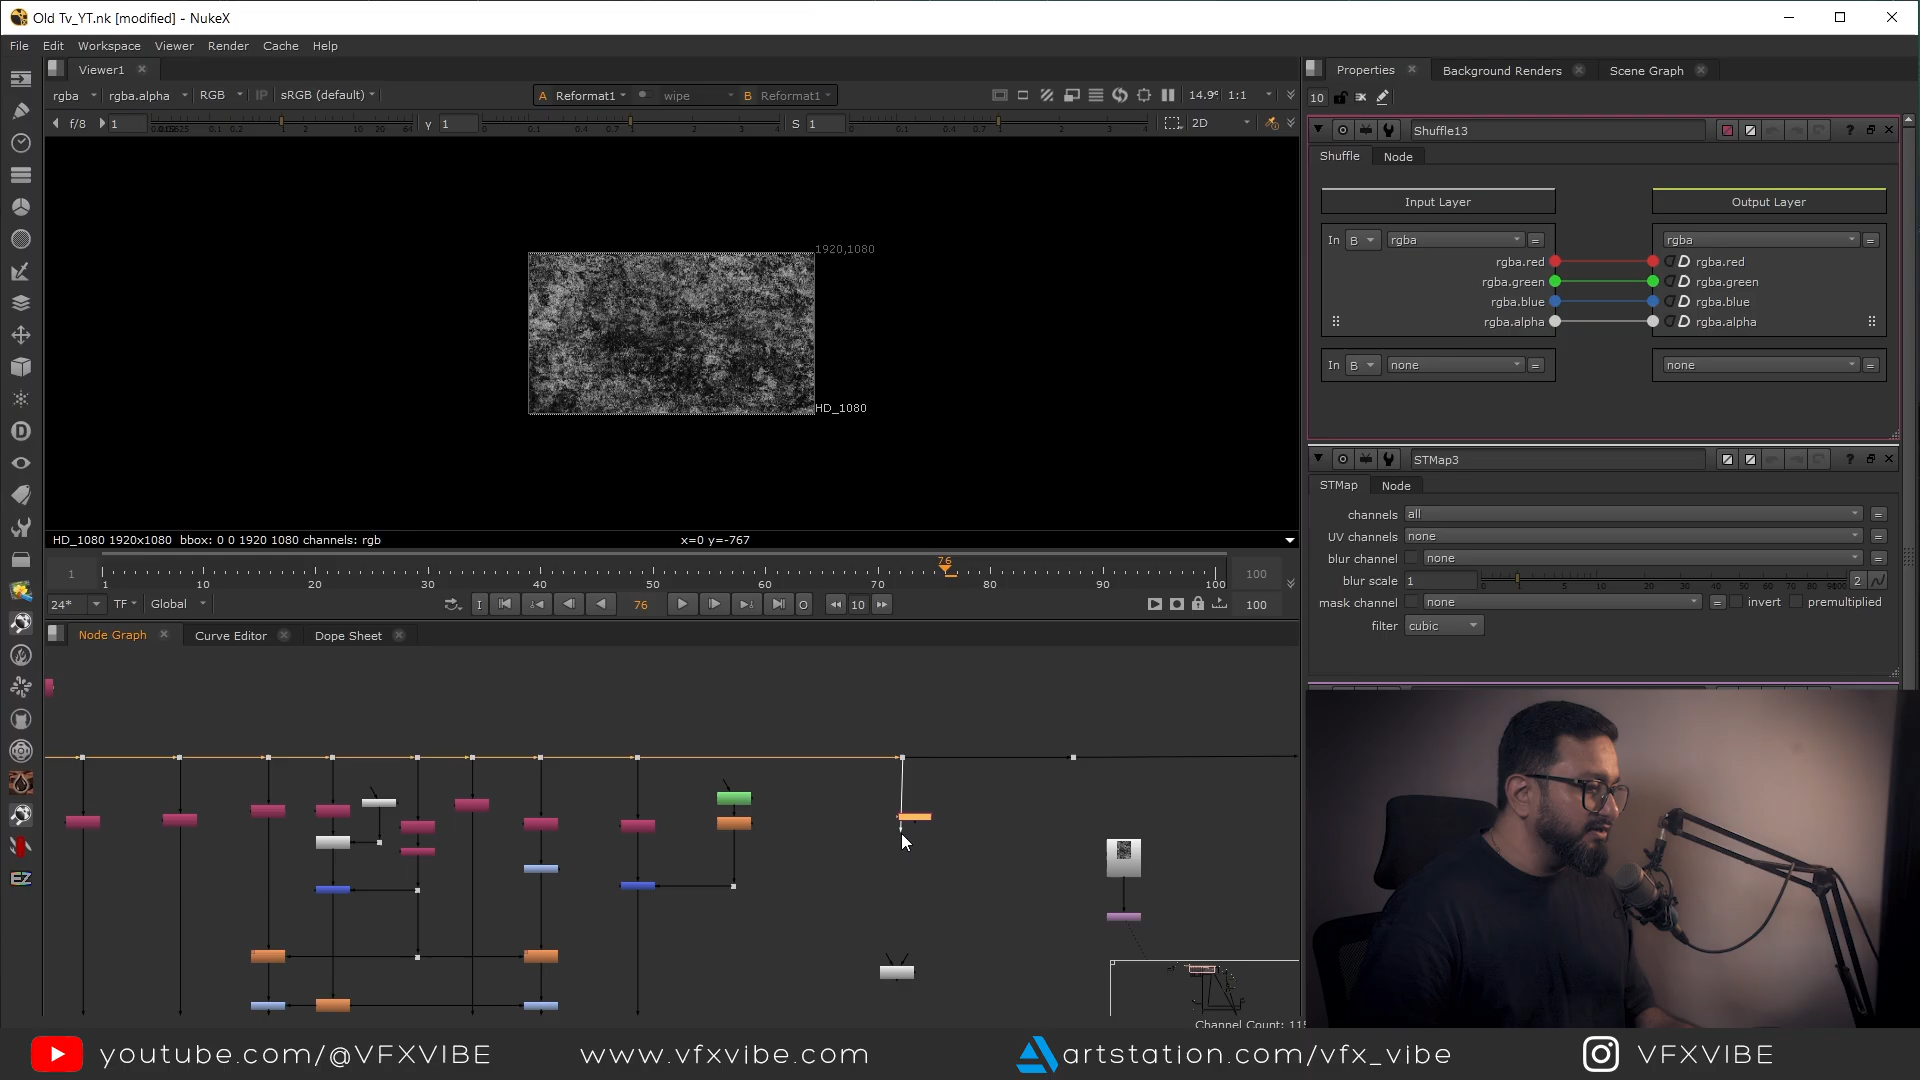 Old Tv_YT.nk [modified] - NukeX
File Edit Workspace Viewer Render Cache Help
Viewer1
Properties Background Renders Scene Graph
rgba rgba.alpha RGB IP sRGB (default) A Reformat1 wipe B Reformat1 1:1
10
f/8 1 γ 1 S 1 2D
Shuffle13
Shuffle Node
Input Layer Output Layer
In B rgba = rgba =
rgba.red rgba.red
rgba.green rgba.green
rgba.blue rgba.blue
rgba.alpha rgba.alpha
In B none = none =
1920,1080
HD_1080
STMap3
STMap Node
channels all =
UV channels none =
blur channel none =
blur scale 1 2
mask channel none = invert premultiplied
filter cubic
HD_1080 1920x1080 bbox: 0 0 1920 1080 channels: rgb x=0 y=-767
76
1 1 10 20 30 40 50 60 70 80 90 100 100
24* TF Global 76 10 100
Node Graph Curve Editor Dope Sheet
Channel Count: 115
youtube.com/@VFXVIBE www.vfxvibe.com artstation.com/vfx_vibe VFXVIBE